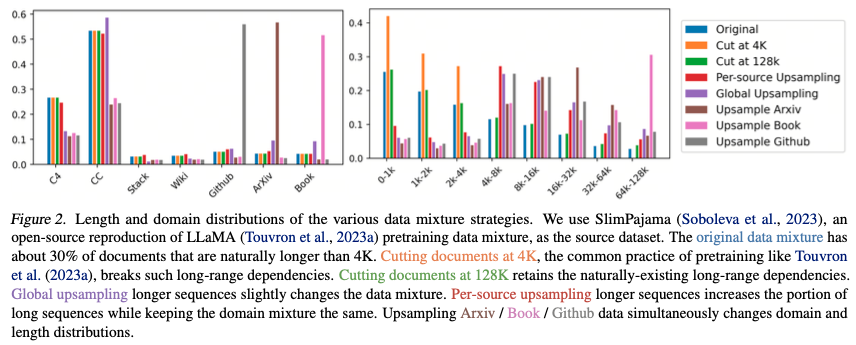 0.6
0.5
0.4
0.3
0.2
0.1
0.0
C4
CC
Stack
Wiki
Github
ArXiv
Book
0.4
0.3
0.2
0.1
0.0
0-1k
1k-2k
2k-4k
4k-8k
8k-16k
16k-32k
32k-64k
64k-128k
Original
Cut at 4K
Cut at 128k
Per-source Upsampling
Global Upsampling
Upsample Arxiv
Upsample Book
Upsample Github
Figure 2. Length and domain distributions of the various data mixture strategies. We use SlimPajama (Soboleva et al., 2023), an
open-source reproduction of LLaMA (Touvron et al., 2023a) pretraining data mixture, as the source dataset. The original data mixture has
about 30% of documents that are naturally longer than 4K. Cutting documents at 4K, the common practice of pretraining like Touvron
et al. (2023a), breaks such long-range dependencies. Cutting documents at 128K retains the naturally-existing long-range dependencies.
Global upsampling longer sequences slightly changes the data mixture. Per-source upsampling longer sequences increases the portion of
long sequences while keeping the domain mixture the same. Upsampling Arxiv / Book / Github data simultaneously changes domain and
length distributions.